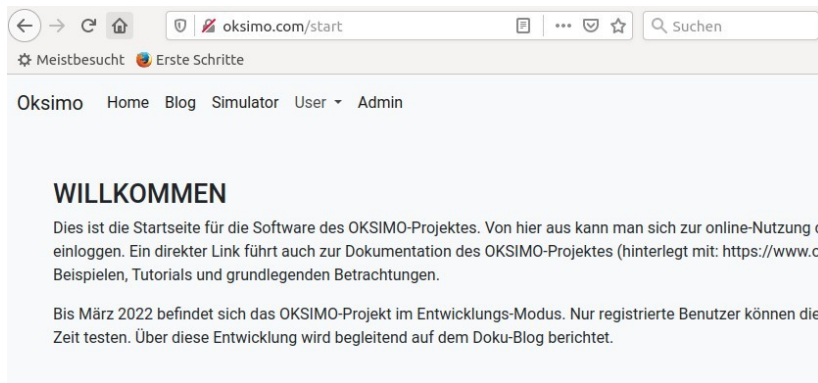 oksimo.com/start
Suchen
Meistbesucht Erste Schritte
Oksimo Home Blog Simulator User Admin
WILLKOMMEN
Dies ist die Startseite für die Software des OKSIMO-Projektes. Von hier aus kann man sich zur online-Nutzung
einloggen. Ein direkter Link führt auch zur Dokumentation des OKSIMO-Projektes (hinterlegt mit: https://www.o
Beispielen, Tutorials und grundlegenden Betrachtungen.
Bis März 2022 befindet sich das OKSIMO-Projekt im Entwicklungs-Modus. Nur registrierte Benutzer können die
Zeit testen. Über diese Entwicklung wird begleitend auf dem Doku-Blog berichtet.